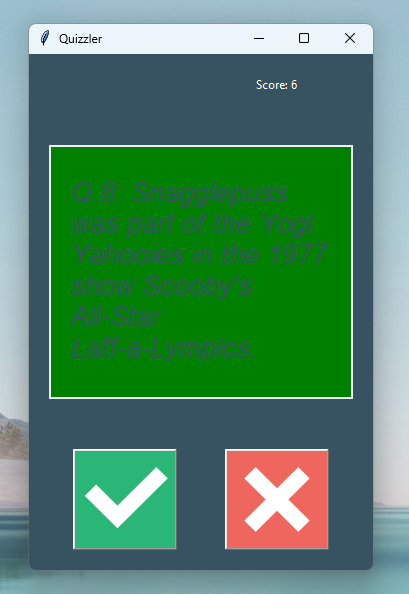 Quizzler
Score: 6
Q.8: Snagglepuss
was part of the Yogi
Yahooies in the 1977
show Scooby's
All-Star
Laff-a-Lympics.